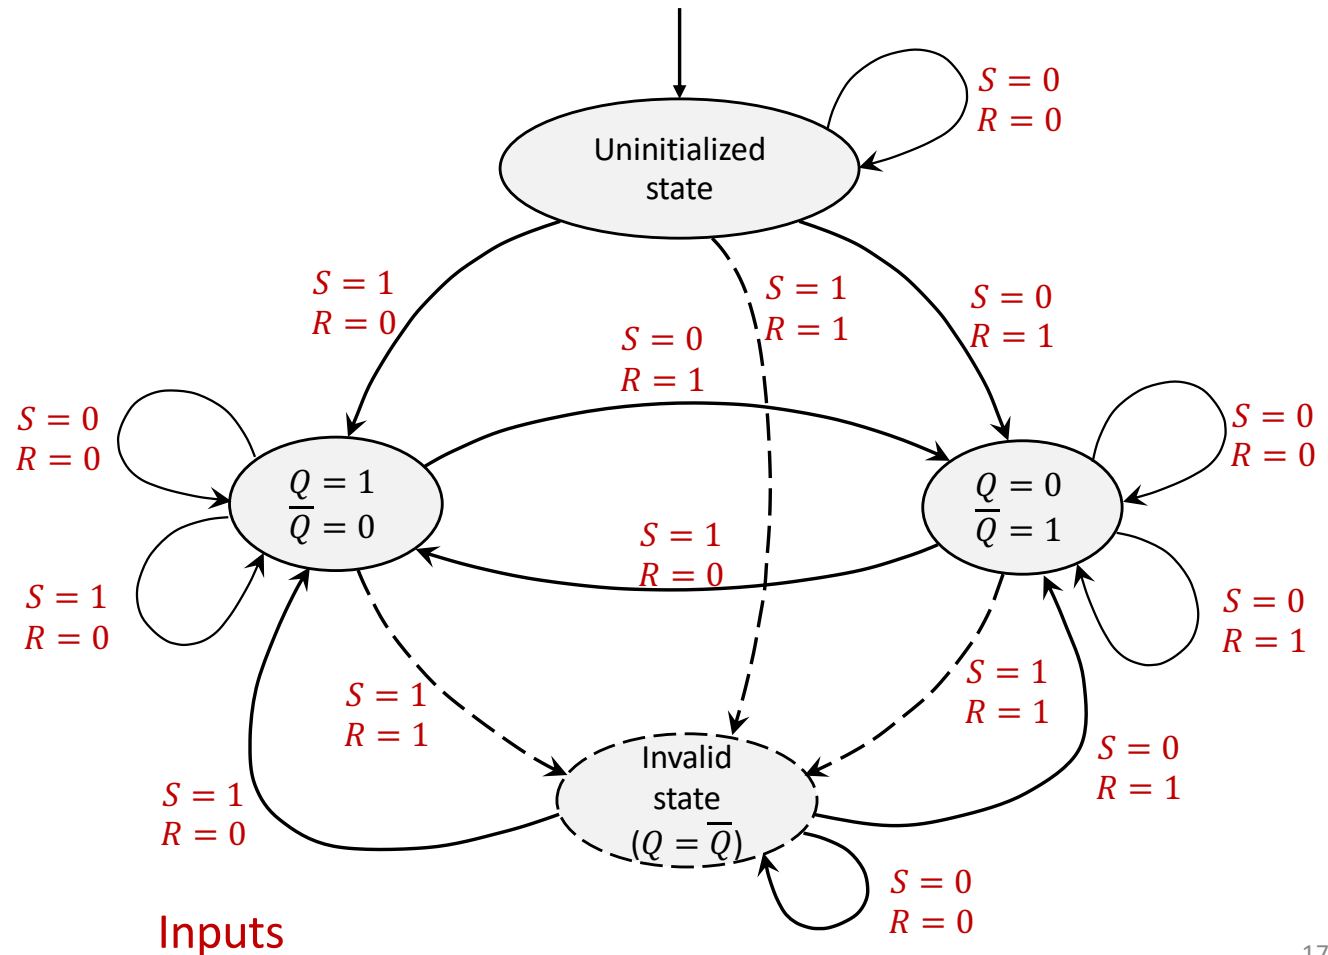 S = 0
R = 0
Uninitialized
state
S = 1
R = 0
S = 1
R = 1
S = 0
R = 1
S = 0
R = 1
S = 0
R = 0
S = 0
R = 0
Q = 1
Q̅ = 0
Q = 0
Q̅ = 1
S = 1
R = 0
S = 1
R = 0
S = 0
R = 1
S = 1
R = 1
S = 1
R = 1
Invalid
state
(Q = Q̅)
S = 0
R = 1
S = 1
R = 0
S = 0
R = 0
Inputs
17